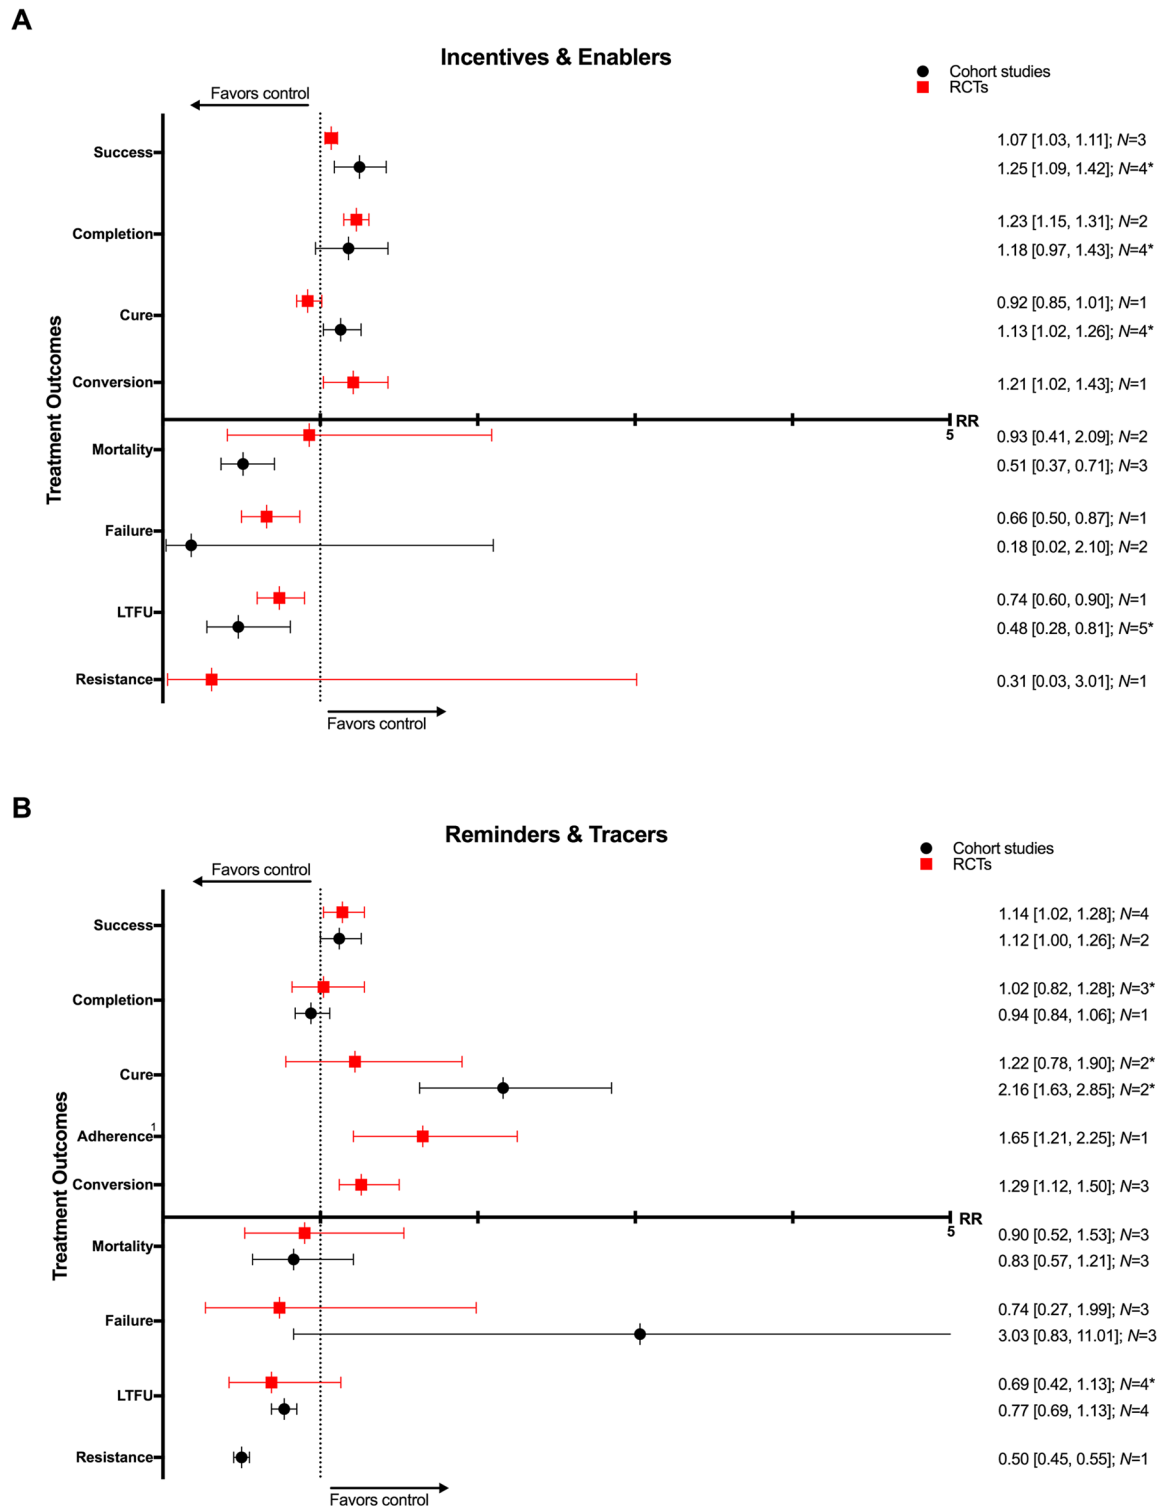 A
Incentives & Enablers
Cohort studies
RCTs
Favors control
Success
1.07 [1.03, 1.11]; N=3
1.25 [1.09, 1.42]; N=4*
Completion
1.23 [1.15, 1.31]; N=2
1.18 [0.97, 1.43]; N=4*
Cure
0.92 [0.85, 1.01]; N=1
1.13 [1.02, 1.26]; N=4*
Treatment Outcomes
Conversion
1.21 [1.02, 1.43]; N=1
RR
5
Mortality
0.93 [0.41, 2.09]; N=2
0.51 [0.37, 0.71]; N=3
Failure
0.66 [0.50, 0.87]; N=1
0.18 [0.02, 2.10]; N=2
LTFU
0.74 [0.60, 0.90]; N=1
0.48 [0.28, 0.81]; N=5*
Resistance
0.31 [0.03, 3.01]; N=1
Favors control
B
Reminders & Tracers
Cohort studies
RCTs
Favors control
Success
1.14 [1.02, 1.28]; N=4
1.12 [1.00, 1.26]; N=2
Completion
1.02 [0.82, 1.28]; N=3*
0.94 [0.84, 1.06]; N=1
Cure
1.22 [0.78, 1.90]; N=2*
2.16 [1.63, 2.85]; N=2*
Adherence1
1.65 [1.21, 2.25]; N=1
Treatment Outcomes
Conversion
1.29 [1.12, 1.50]; N=3
RR
5
Mortality
0.90 [0.52, 1.53]; N=3
0.83 [0.57, 1.21]; N=3
Failure
0.74 [0.27, 1.99]; N=3
3.03 [0.83, 11.01]; N=3
LTFU
0.69 [0.42, 1.13]; N=4*
0.77 [0.69, 1.13]; N=4
Resistance
0.50 [0.45, 0.55]; N=1
Favors control